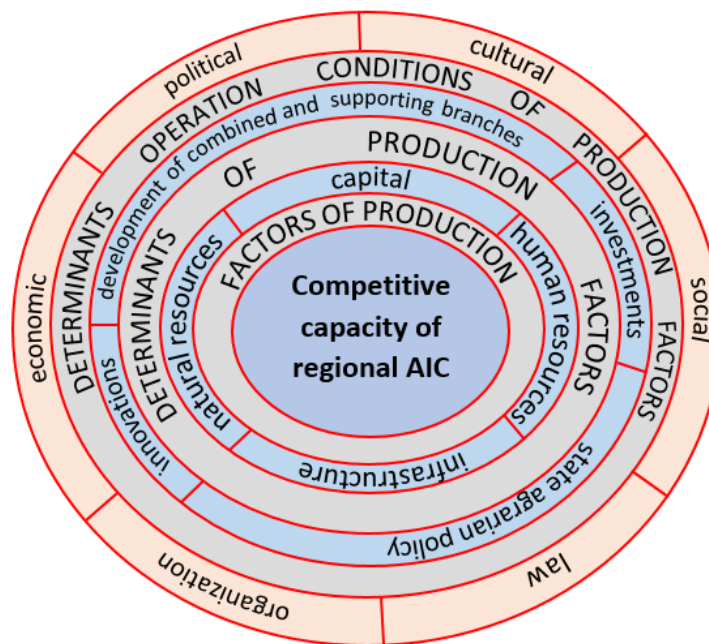 political
cultural
social
law
organization
economic
DETERMINANTS OPERATION CONDITIONS OF PRODUCTION FACTORS
development of combined and supporting branches
investments
state agrarian policy
innovations
DETERMINANTS OF PRODUCTION FACTORS
capital
human resources
infrastructure
natural resources
FACTORS OF PRODUCTION
Competitive
capacity of
regional AIC